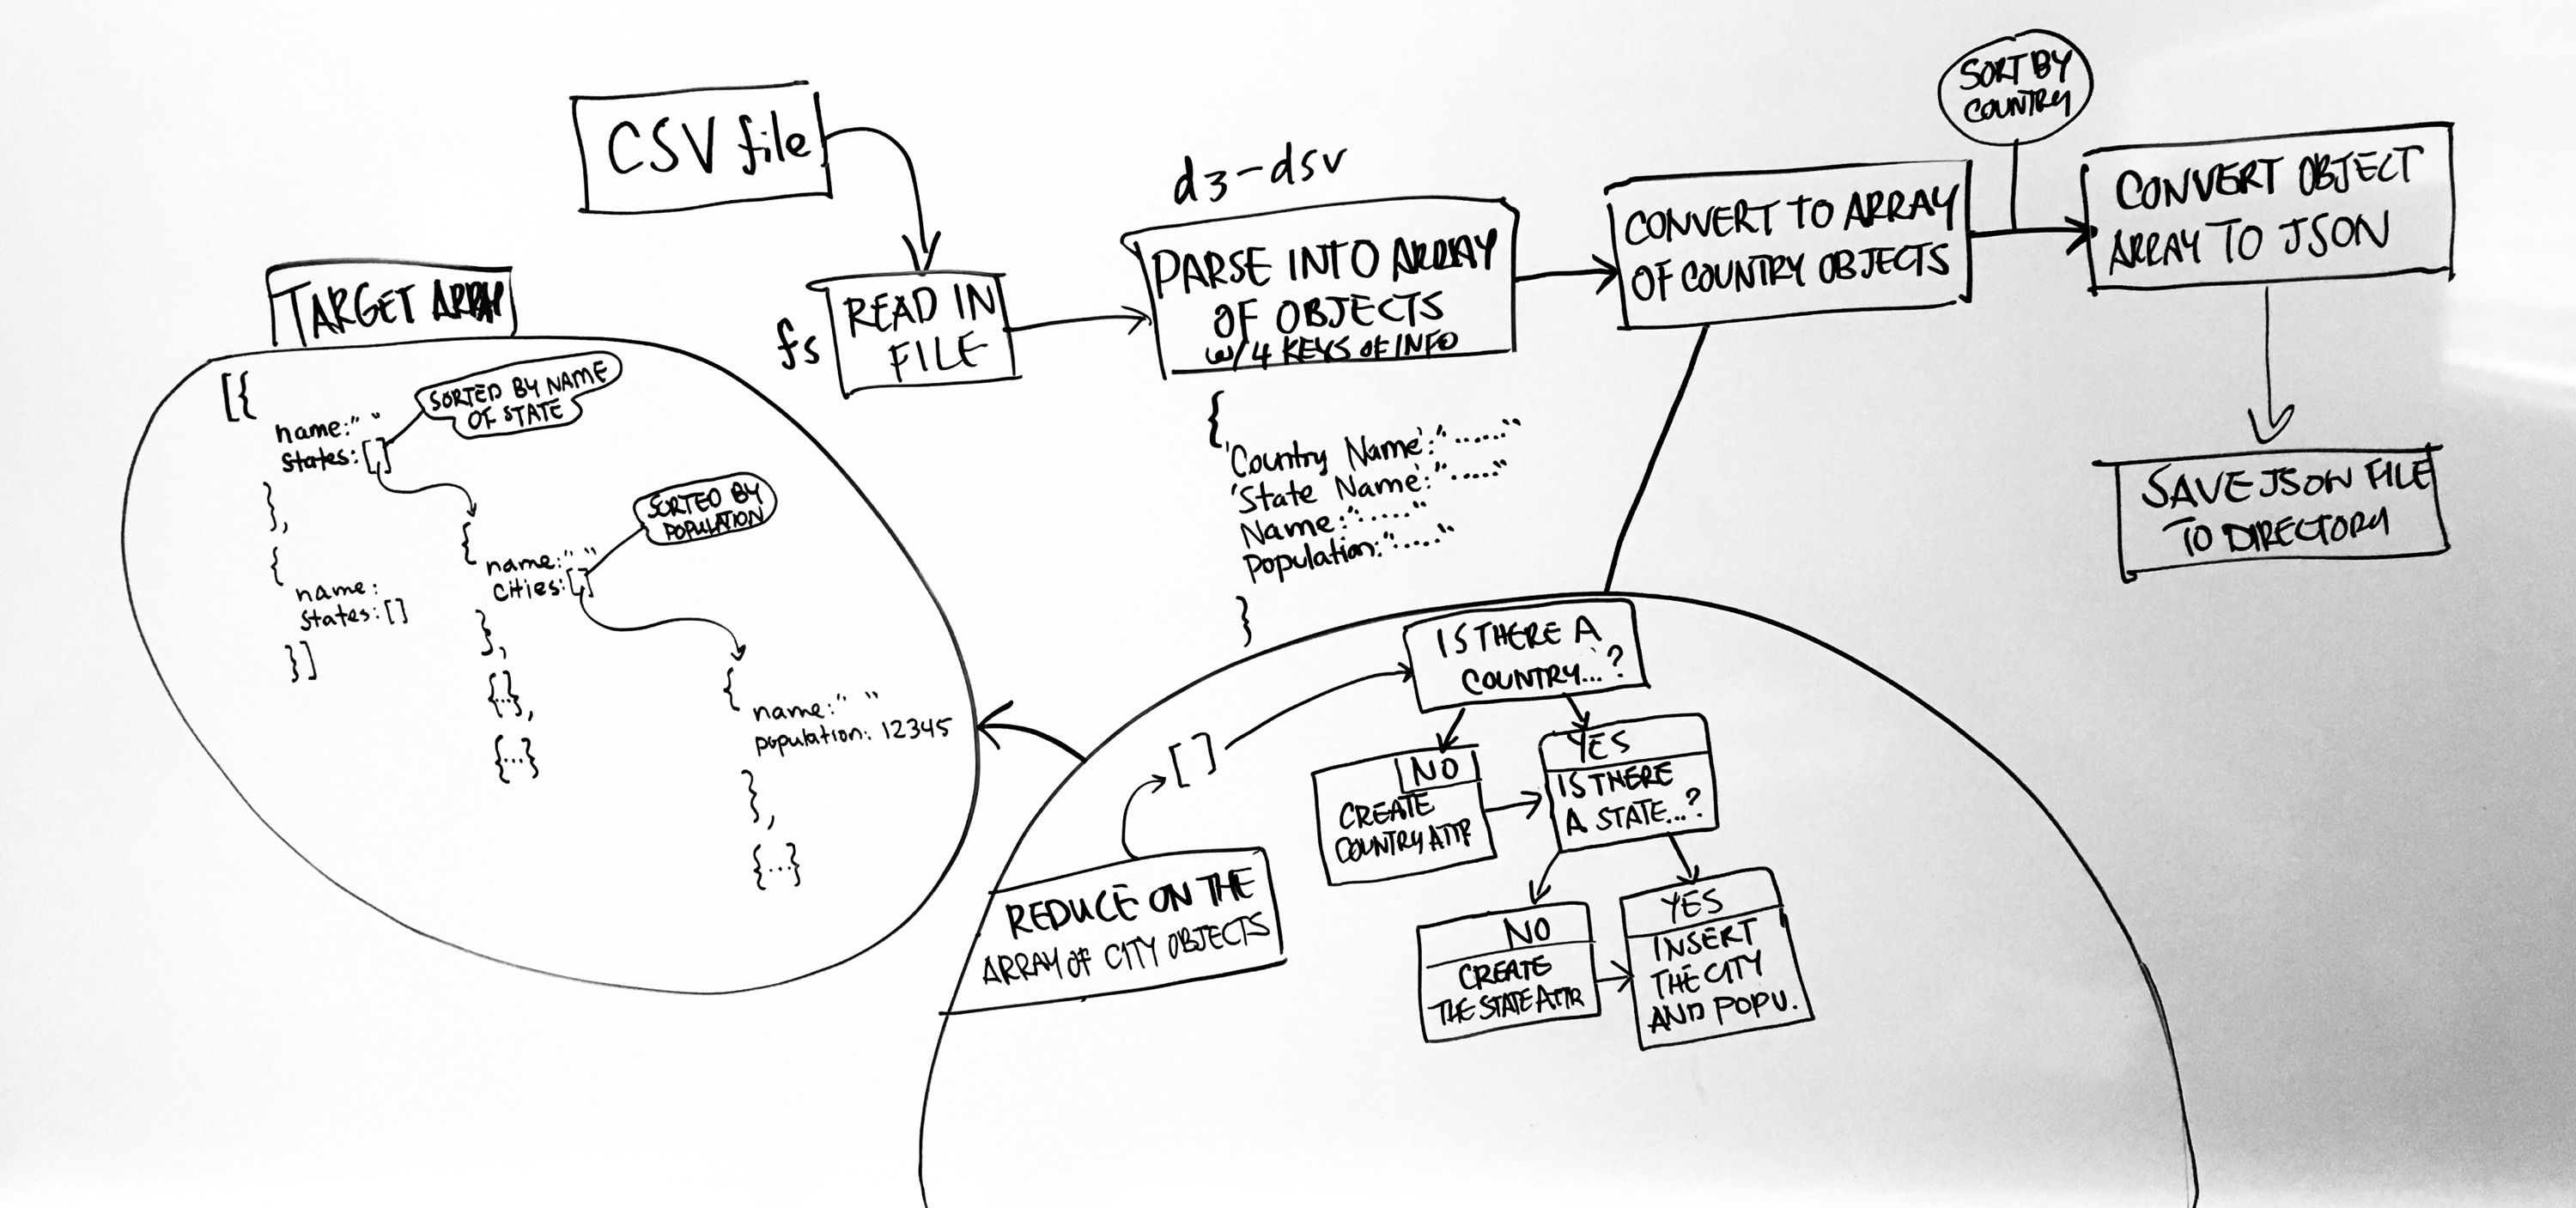 SORT BY
COUNTRY
CSV file
d3-dsv
CONVERT OBJECT
ARRAY TO JSON
CONVERT TO ARRAY
OF COUNTRY OBJECTS
PARSE INTO ARRAY
OF OBJECTS
w/ 4 KEYS OF INFO
fs
READ IN
FILE
TARGET ARRAY
[{
name:" "
States:[]
},
{
name:
States:[]
}]
SORTED BY NAME
OF STATE
{
name:" "
cities:[]
},
{...},
{...}
SORTED BY
POPULATION
{
name:" "
population: 12345
},
{...}
{
'Country Name':"......"
'State Name':"....."
Name:"....."
Population:"....."
}
SAVE JSON FILE
TO DIRECTORY
IS THERE A
COUNTRY...?
[]
NO
CREATE
COUNTRY ATTR
YES
IS THERE
A STATE...?
REDUCE ON THE
ARRAY OF CITY OBJECTS
NO
CREATE
THE STATE ATTR
YES
INSERT
THE CITY
AND POPU.